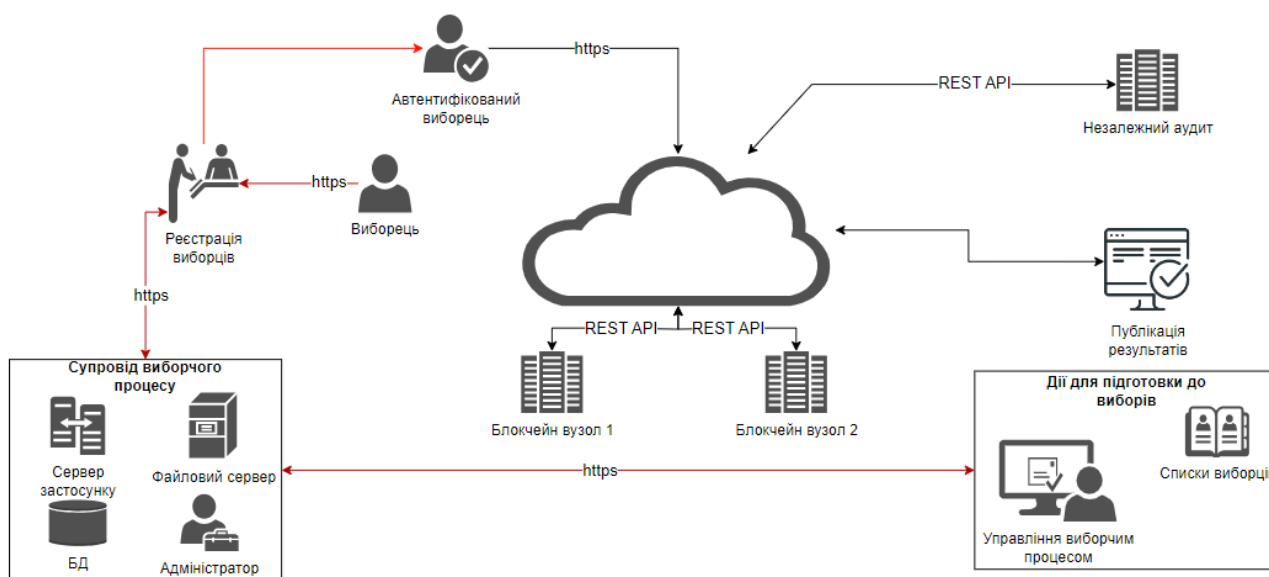 https
Автентифікований
виборець
REST API
Незалежний аудит
https
Виборець
Реєстрація
виборців
https
REST API
REST API
Публікація
результатів
Блокчейн вузол 1
Блокчейн вузол 2
Супровід виборчого
процесу
Сервер
застосунку
Файловий сервер
БД
Адміністратор
https
Дії для підготовки до
виборів
Списки виборців
Управління виборчим
процесом